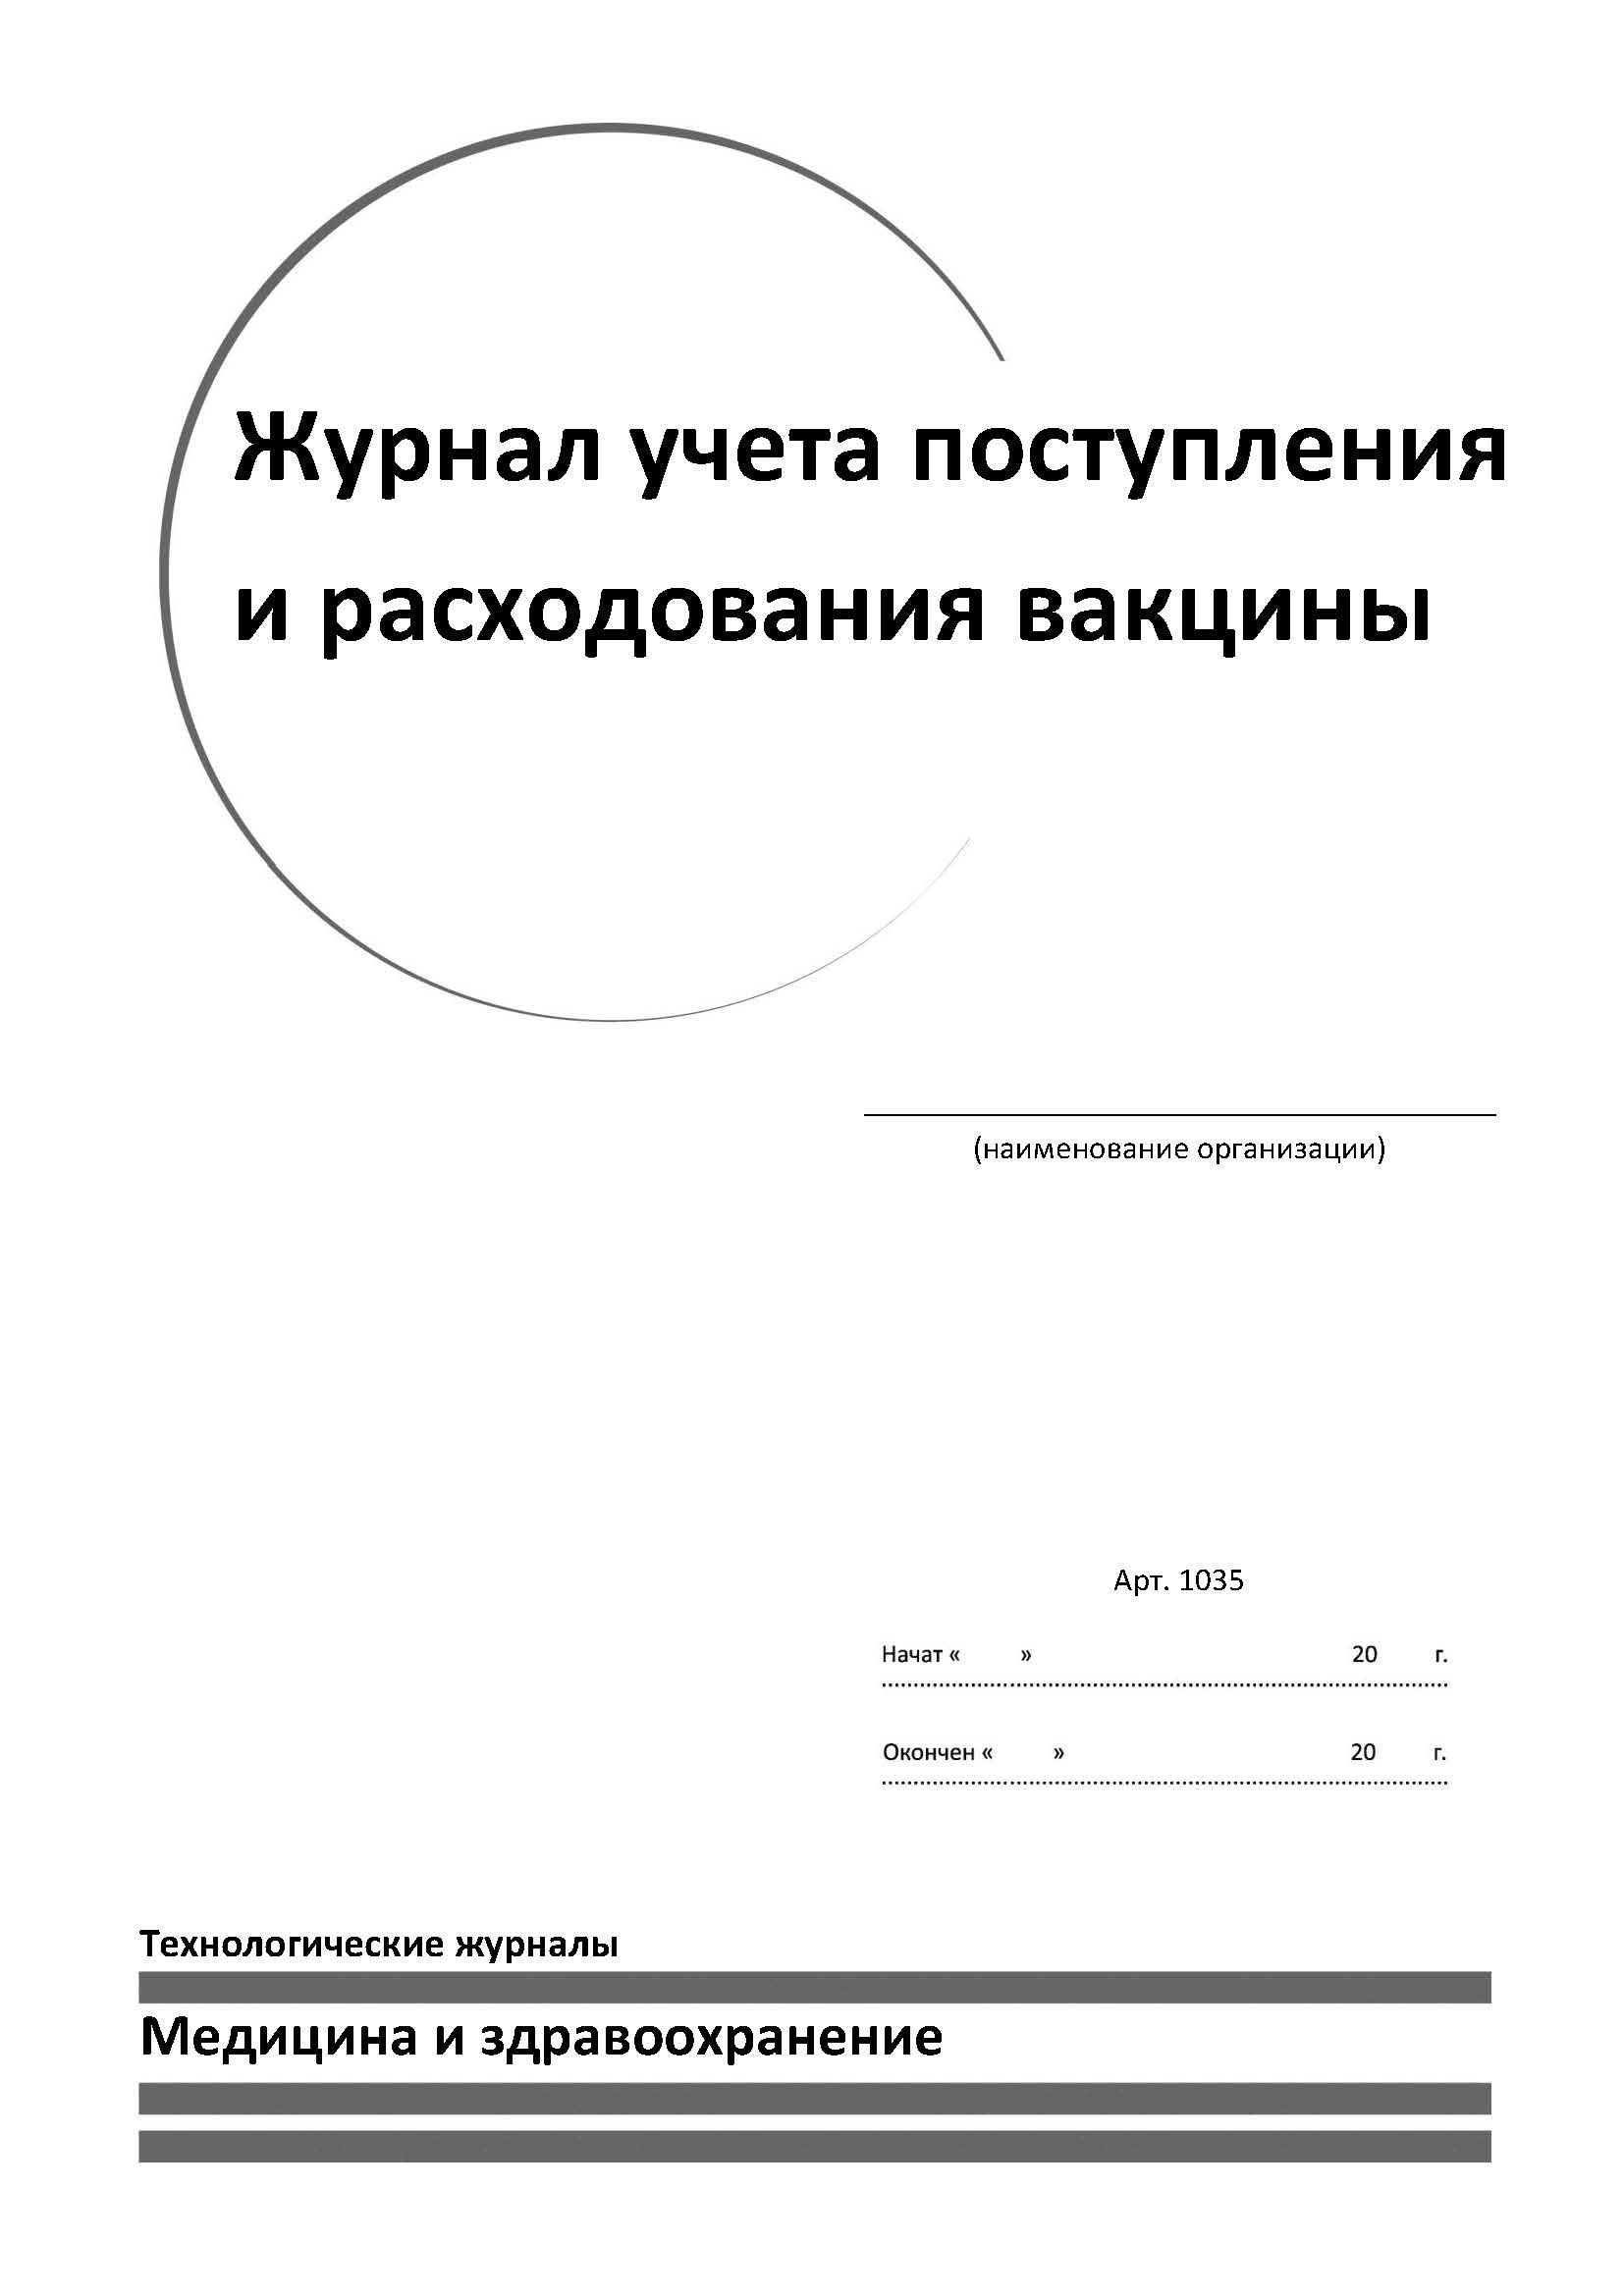 Журнал учета поступления
и расходования вакцины
(наименование организации)
Арт. 1035
Начат « » 20 г.
Окончен « » 20 г.
Технологические журналы
Медицина и здравоохранение